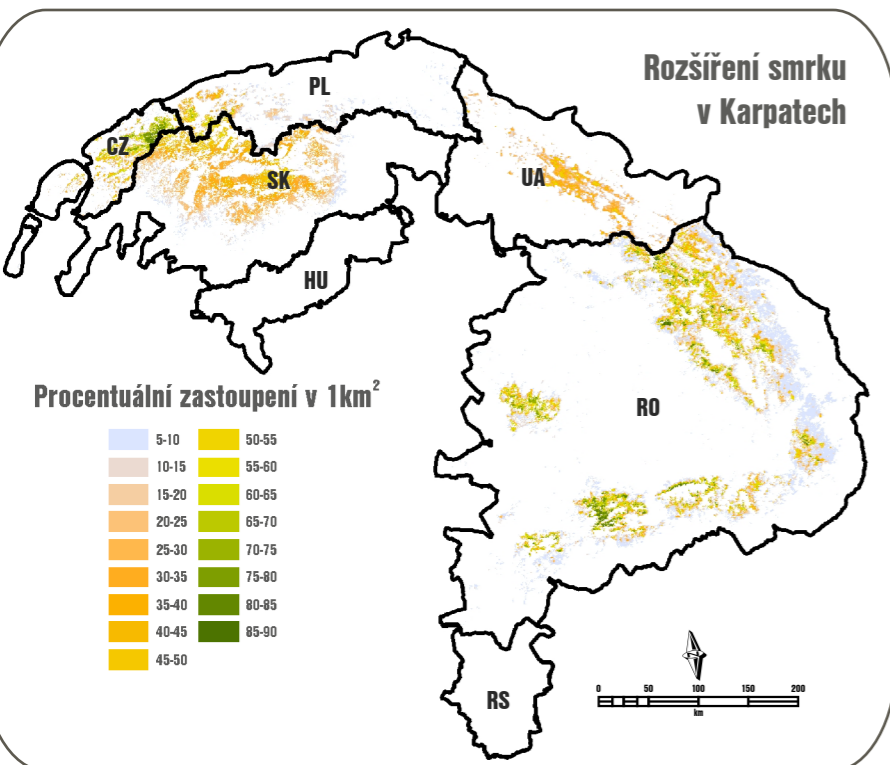 Rozšíření smrku
v Karpatech
PL
CZ
SK
UA
HU
RO
RS
Procentuální zastoupení v 1km²
5-10
10-15
15-20
20-25
25-30
30-35
35-40
40-45
45-50
50-55
55-60
60-65
65-70
70-75
75-80
80-85
85-90
0 50 100 150 200
km